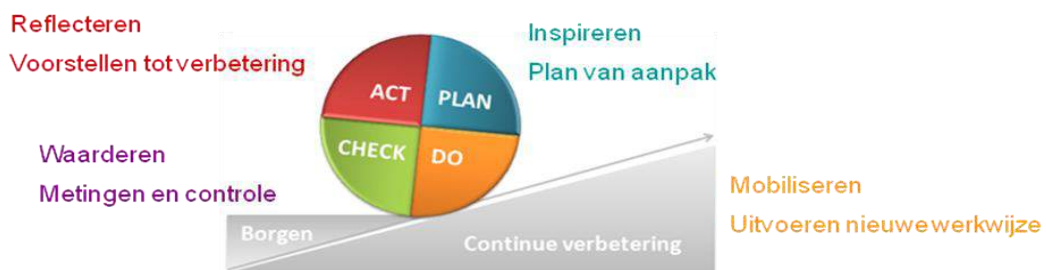 Reflecteren
Voorstellen tot verbetering
Inspireren
Plan van aanpak
ACT
PLAN
CHECK
DO
Waarderen
Metingen en controle
Mobiliseren
Uitvoeren nieuwe werkwijze
Borgen
Continue verbetering